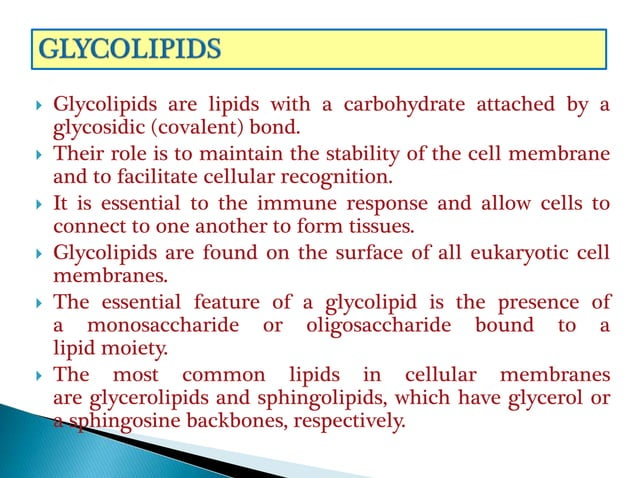 GLYCOLIPIDS
Glycolipids are lipids with a carbohydrate attached by a
glycosidic (covalent) bond.
Their role is to maintain the stability of the cell membrane
and to facilitate cellular recognition.
It is essential to the immune response and allow cells to
connect to one another to form tissues.
Glycolipids are found on the surface of all eukaryotic cell
membranes.
The essential feature of a glycolipid is the presence of
a monosaccharide or oligosaccharide bound to a
lipid moiety.
The most common lipids in cellular membranes
are glycerolipids and sphingolipids, which have glycerol or
a sphingosine backbones, respectively.